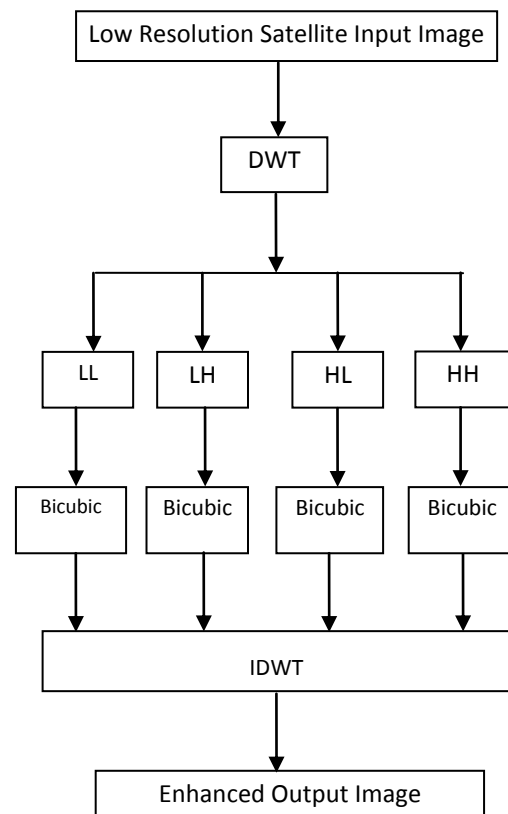 Low Resolution Satellite Input Image
DWT
LL LH HL HH
Bicubic Bicubic Bicubic Bicubic
IDWT
Enhanced Output Image